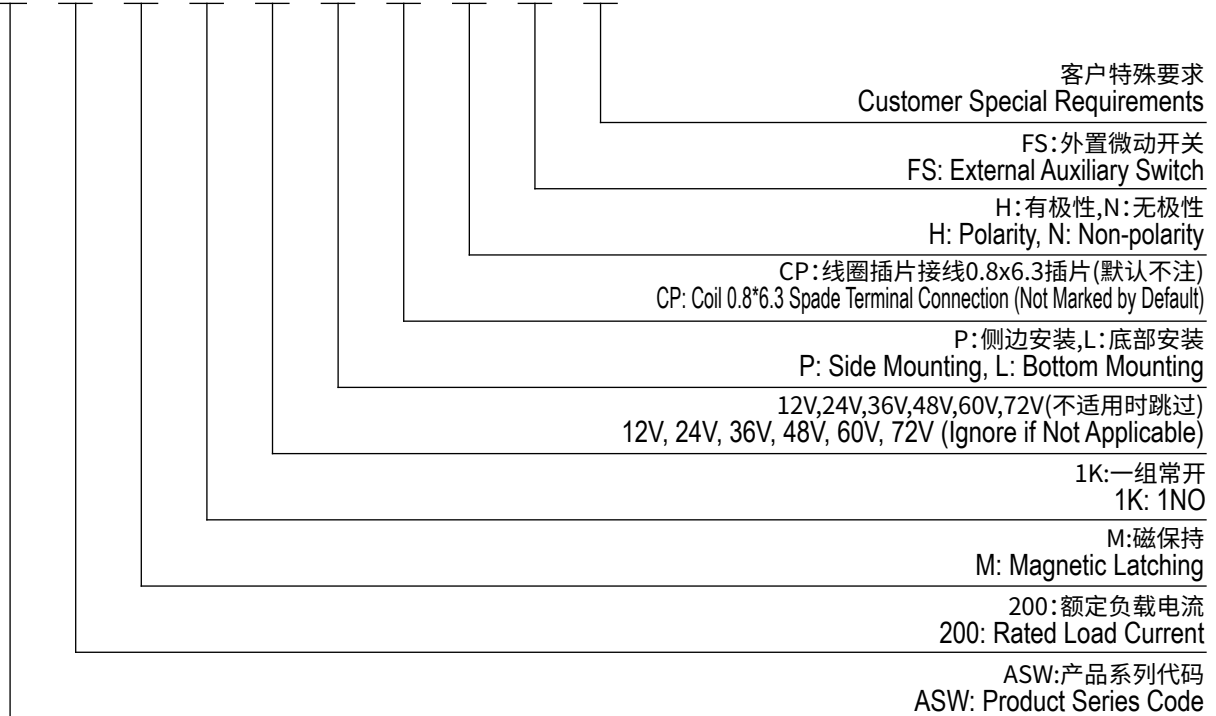 客户特殊要求
Customer Special Requirements
FS：外置微动开关
FS: External Auxiliary Switch
H：有极性,N：无极性
H: Polarity, N: Non-polarity
CP：线圈插片接线0.8x6.3插片(默认不注)
CP: Coil 0.8*6.3 Spade Terminal Connection (Not Marked by Default)
P：侧边安装,L：底部安装
P: Side Mounting, L: Bottom Mounting
12V,24V,36V,48V,60V,72V(不适用时跳过)
12V, 24V, 36V, 48V, 60V, 72V (Ignore if Not Applicable)
1K:一组常开
1K: 1NO
M:磁保持
M: Magnetic Latching
200：额定负载电流
200: Rated Load Current
ASW:产品系列代码
ASW: Product Series Code